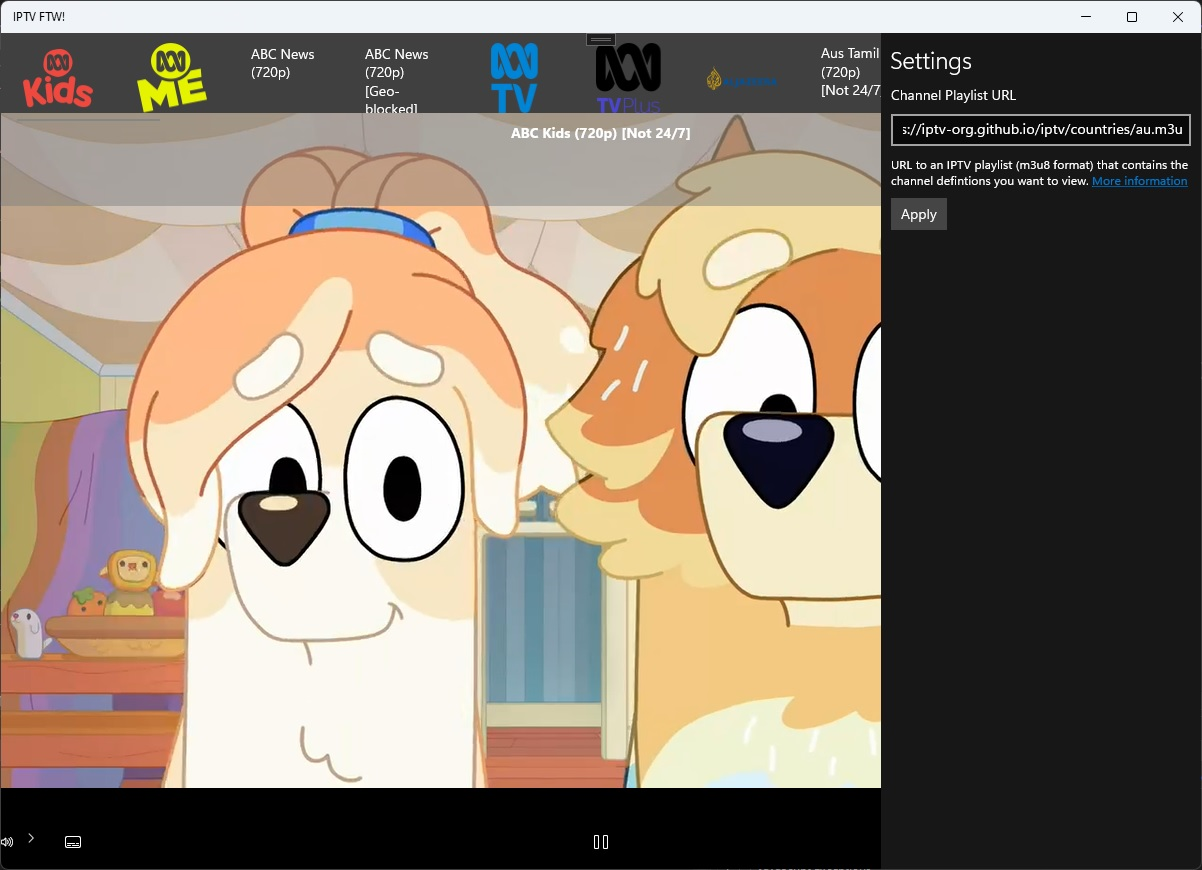 IPTV FTW!
Kids
ME
ABC News
(720p)
ABC News
(720p)
[Geo-
blocked]
TV
TV Plus
Aus Tamil
(720p)
[Not 24/7
ABC Kids (720p) [Not 24/7]
Settings
Channel Playlist URL
s://iptv-org.github.io/iptv/countries/au.m3u
URL to an IPTV playlist (m3u8 format) that contains the
channel defintions you want to view. More information
Apply